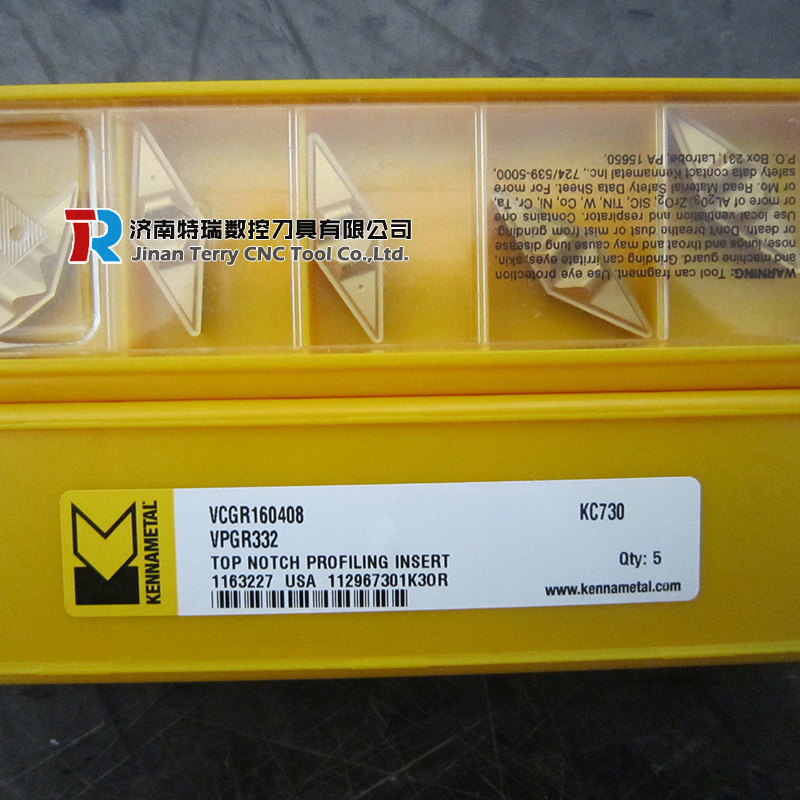 济南特瑞数控刀具有限公司
TR
Jinan Terry CNC Tool Co.,Ltd.
WARNING: Tool can fragment. Use eye protection
and machine guard. Grinding can irritate eyes, skin,
nose, lungs and throat and may cause lung disease
or death. Don't breathe dust or mist from grinding.
Use local ventilation and respirator. Contains one
or more of AL2O3, ZrO2, SIC, W, TIN, Co, Ni, Cr, Ta,
or Mo. Read Material Safety Data Sheet. For more
safety data contact Kennametal Inc., 724/539-5000,
P.O. Box 231, Latrobe, PA 15650.
KENNAMETAL
VCGR160408
KC730
VPGR332
TOP NOTCH PROFILING INSERT
Qty: 5
1163227 USA 112967301K30R
www.kennametal.com